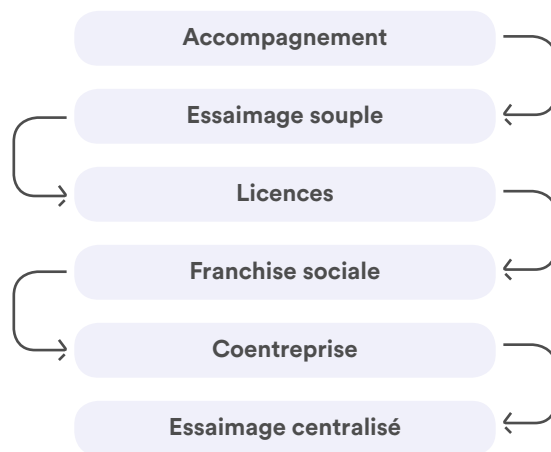 Accompagnement
Essaimage souple
Licences
Franchise sociale
Coentreprise
Essaimage centralisé